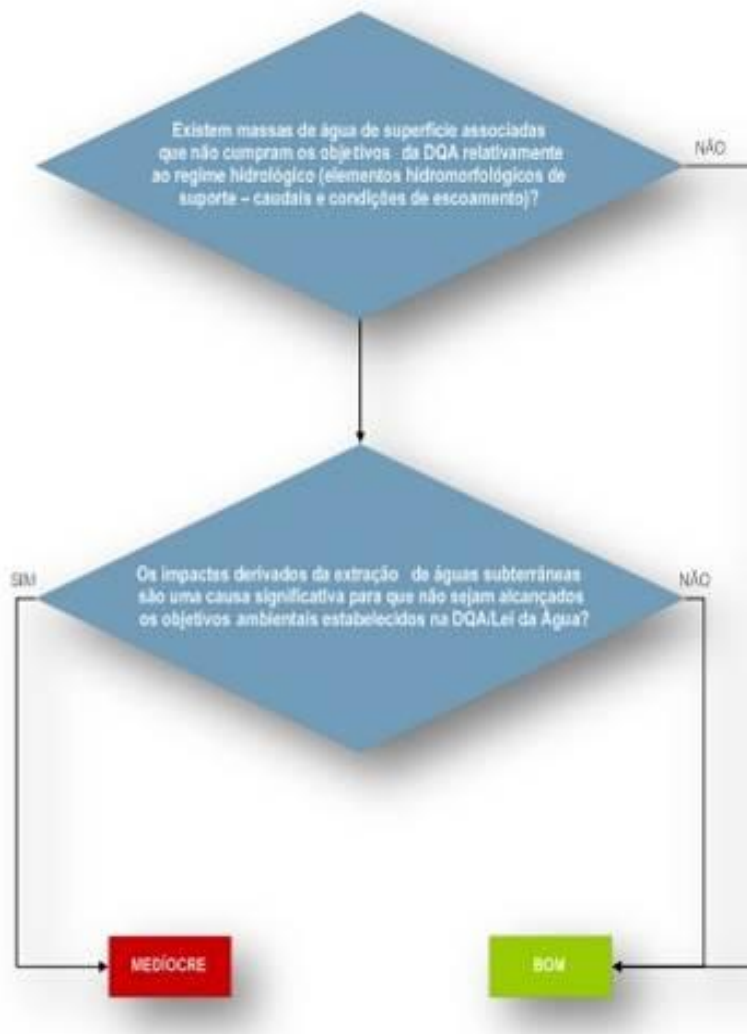 Existem massas de água de superfície associadas
que não cumpram os objetivos da DQA relativamente
ao regime hidrológico (elementos hidromorfológicos de
suporte – caudais e condições de escoamento)?
NÃO
Os impactes derivados da extração de águas subterrâneas
são uma causa significativa para que não sejam alcançados
os objetivos ambientais estabelecidos na DQA/Lei da Água?
SIM
NÃO
MEDÍOCRE
BOM